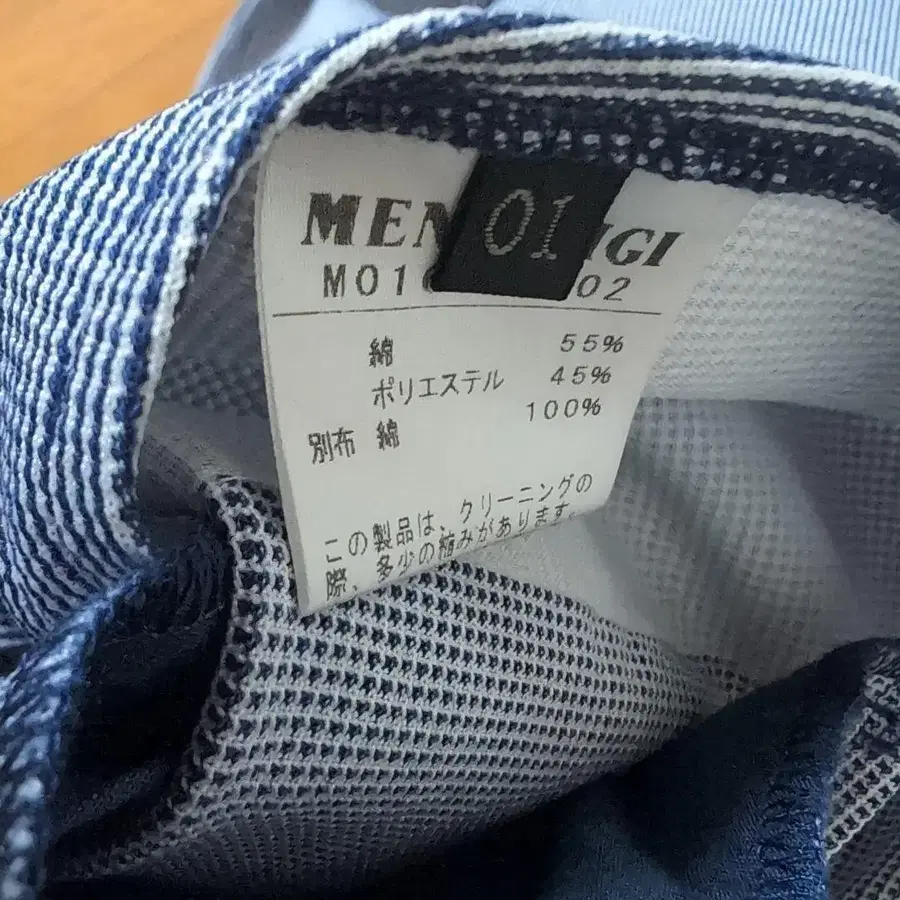 MEN IGI
01
M010 02
綿 55%
ポリエステル 45%
別布 綿 100%
この製品は、クリーニングの
際、多少の縮みがあります。